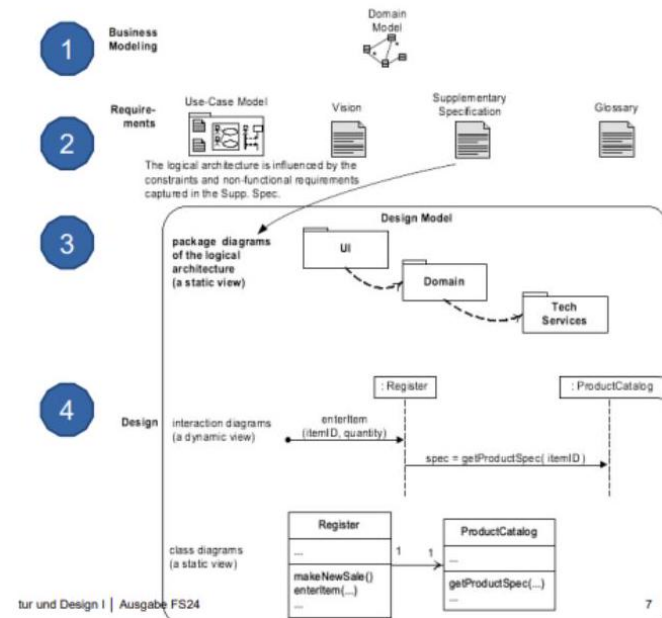 Domain
Model
1
Business
Modeling
2
Require-
ments
Use-Case Model
Vision
Supplementary
Specification
Glossary
The logical architecture is influenced by the
constraints and non-functional requirements
captured in the Supp. Spec.
3
Design Model
package diagrams
of the logical
architecture
(a static view)
UI
Domain
Tech
Services
4
Design
interaction diagrams
(a dynamic view)
: Register
: ProductCatalog
enterItem
(itemID, quantity)
spec = getProductSpec( itemID )
class diagrams
(a static view)
Register
...
makeNewSale()
enterItem(...)
...
1
1
ProductCatalog
...
getProductSpec(...)
...
tur und Design I | Ausgabe FS24
7